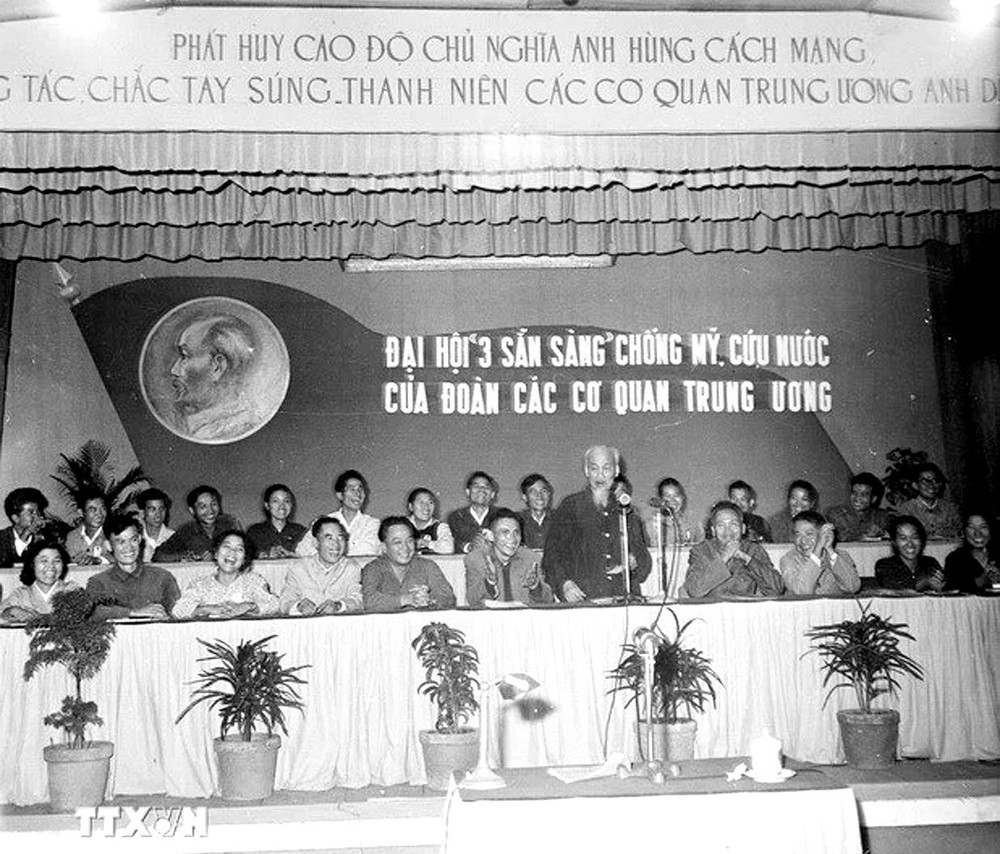 PHÁT HUY CAO ĐỘ CHỦ NGHĨA ANH HÙNG CÁCH MẠNG,
TÁC, CHẮC TAY SÚNG_THANH NIÊN CÁC CƠ QUAN TRUNG ƯƠNG ANH
ĐẠI HỘI "3 SẴN SÀNG" CHỐNG MỸ, CỨU NƯỚC
CỦA ĐOÀN CÁC CƠ QUAN TRUNG ƯƠNG
TTXVN